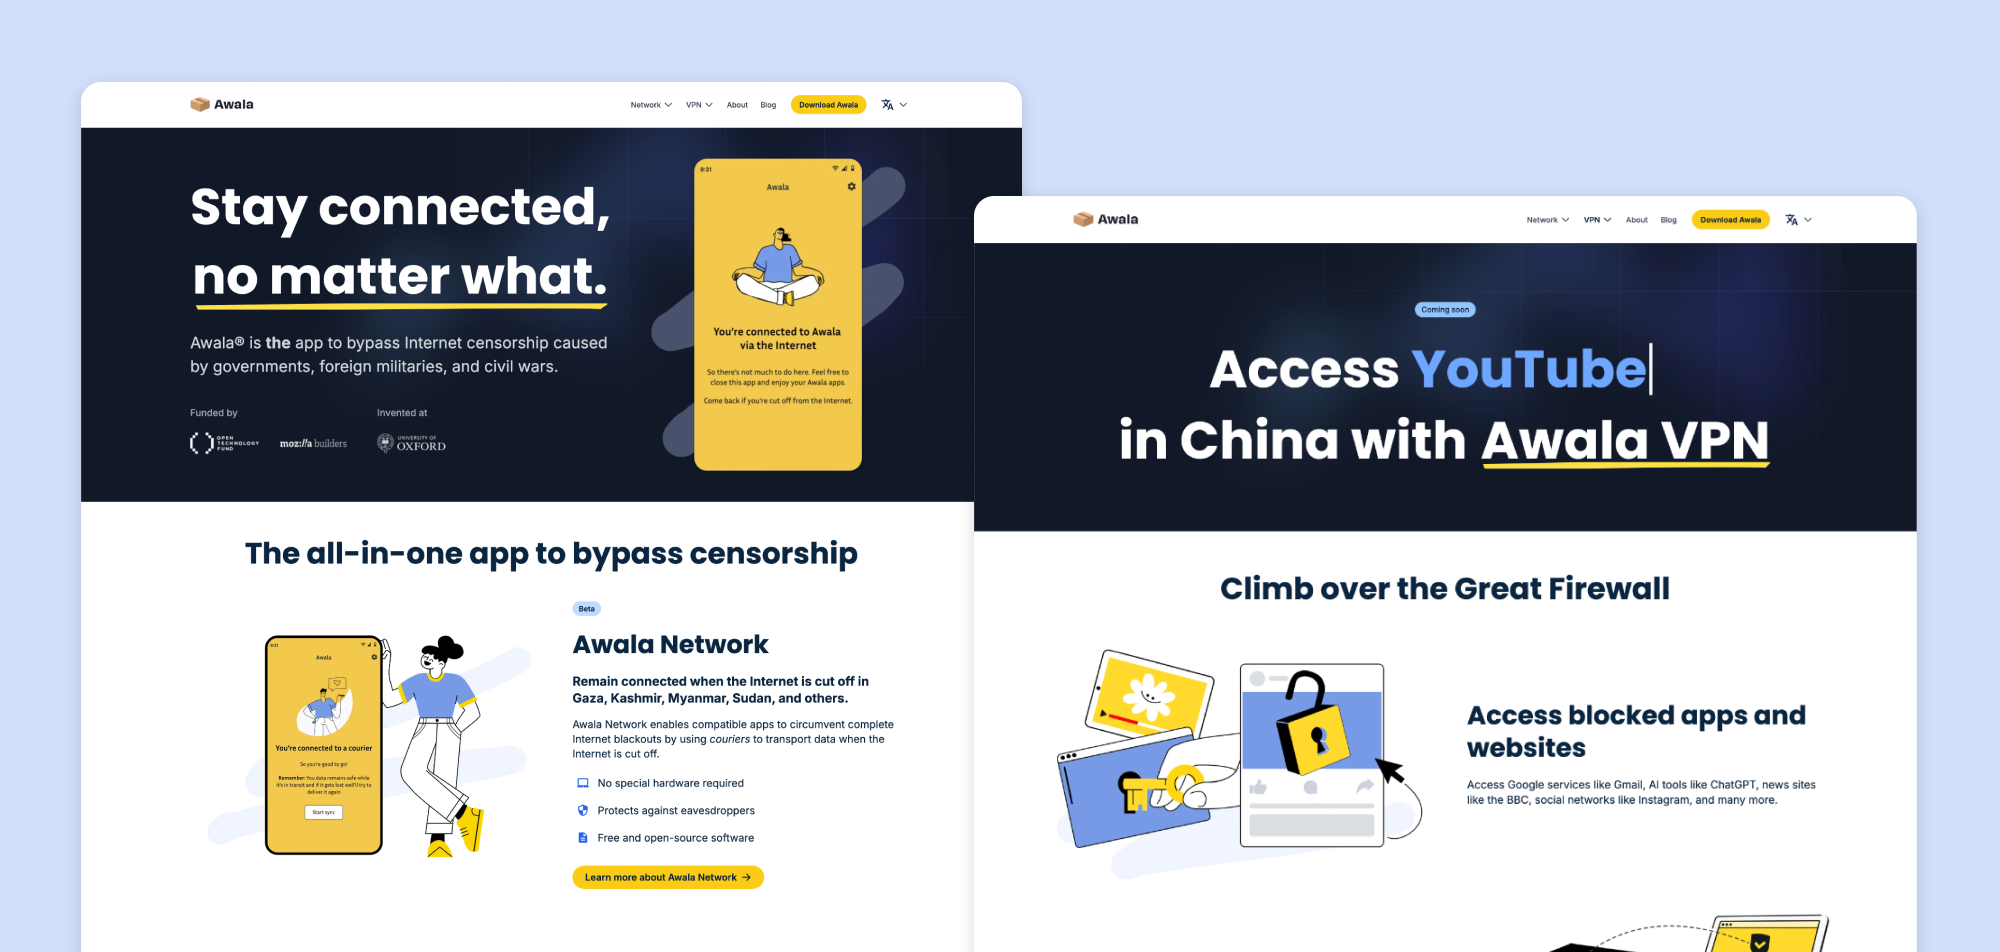 Awala
Network
VPN
About
Blog
Download Awala
Stay connected,
no matter what.
Awala® is the app to bypass Internet censorship caused
by governments, foreign militaries, and civil wars.
Funded by
Invented at
OPEN
TECHNOLOGY
FUND
moz://a builders
UNIVERSITY OF
OXFORD
9:31
Awala
You're connected to Awala
via the Internet
So there's not much to do here. Feel free to
close this app and enjoy your Awala apps.
Come back if you're cut off from the Internet.
The all-in-one app to bypass censorship
9:31
Awala
You're connected to a courier
So you're good to go!
Remember: You data remains safe while
it's in transit and if it gets lost we'll try to
deliver it again
Start sync
Beta
Awala Network
Remain connected when the Internet is cut off in
Gaza, Kashmir, Myanmar, Sudan, and others.
Awala Network enables compatible apps to circumvent complete
Internet blackouts by using couriers to transport data when the
Internet is cut off.
No special hardware required
Protects against eavesdroppers
Free and open-source software
Learn more about Awala Network →
Awala
Network
VPN
About
Blog
Download Awala
Coming soon
Access YouTube
in China with Awala VPN
Climb over the Great Firewall
Access blocked apps and
websites
Access Google services like Gmail, AI tools like ChatGPT, news sites
like the BBC, social networks like Instagram, and many more.